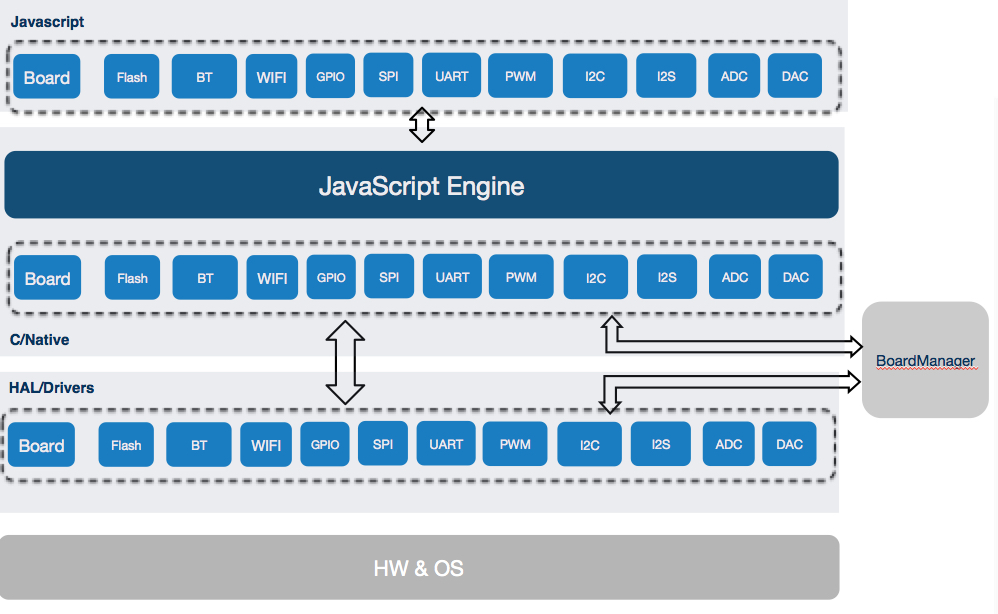 Javascript
Board Flash BT WIFI GPIO SPI UART PWM I2C I2S ADC DAC
JavaScript Engine
Board Flash BT WIFI GPIO SPI UART PWM I2C I2S ADC DAC
C/Native
BoardManager
HAL/Drivers
Board Flash BT WIFI GPIO SPI UART PWM I2C I2S ADC DAC
HW & OS